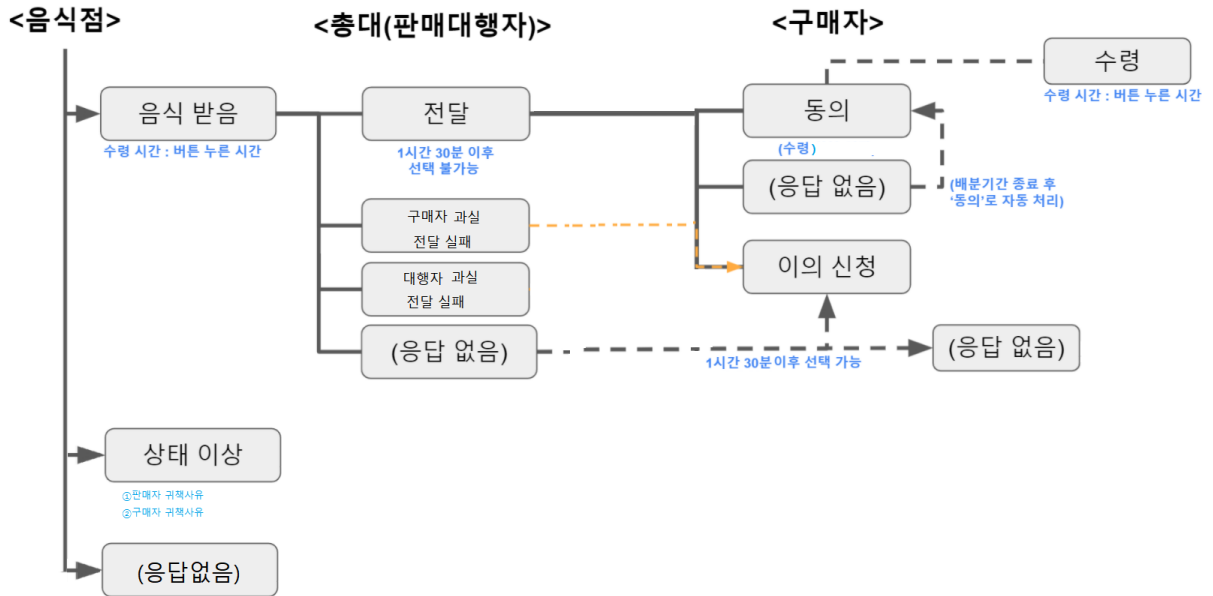 <음식점>
<총대(판매대행자)>
<구매자>
수령
수령 시간 : 버튼 누른 시간
음식 받음
수령 시간 : 버튼 누른 시간
전달
1시간 30분 이후
선택 불가능
동의
(수령)
(응답 없음)
(배분기간 종료 후
‘동의’로 자동 처리)
구매자 과실
전달 실패
이의 신청
대행자 과실
전달 실패
(응답 없음)
1시간 30분이후 선택 가능
(응답 없음)
상태 이상
①판매자 귀책사유
②구매자 귀책사유
(응답없음)